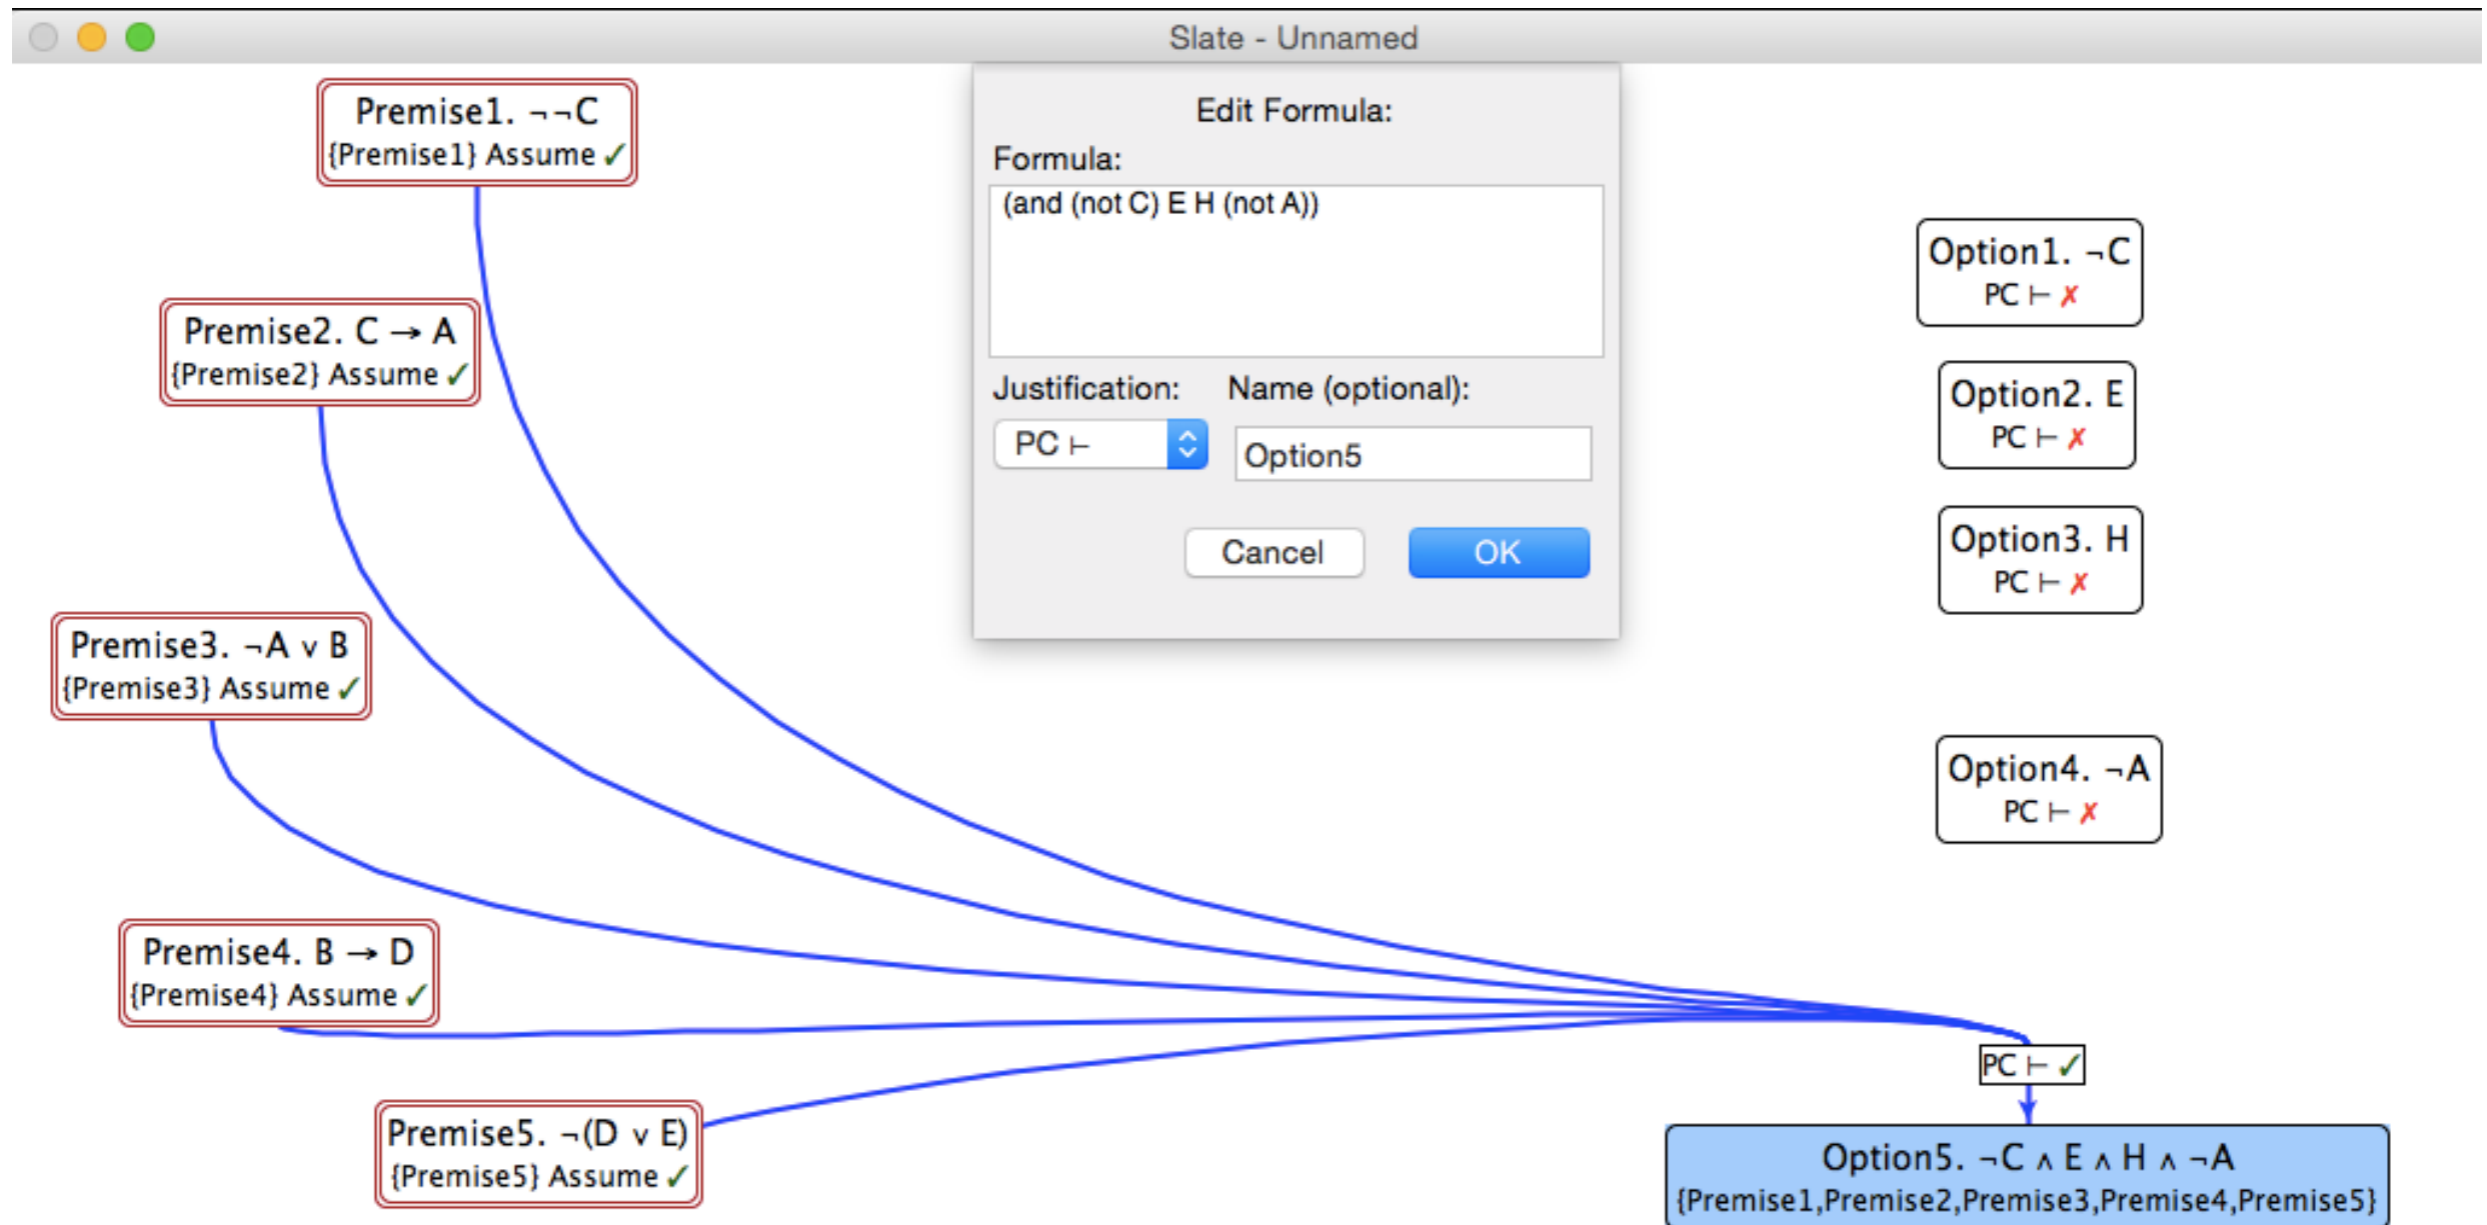 Slate - Unnamed
Premise1. ¬¬C
{Premise1} Assume ✓
Premise2. C → A
{Premise2} Assume ✓
Premise3. ¬A ∨ B
{Premise3} Assume ✓
Premise4. B → D
{Premise4} Assume ✓
Premise5. ¬(D ∨ E)
{Premise5} Assume ✓
Edit Formula:
Formula:
(and (not C) E H (not A))
Justification: Name (optional):
PC ⊢ Option5
Cancel OK
Option1. ¬C
PC ⊢ ✗
Option2. E
PC ⊢ ✗
Option3. H
PC ⊢ ✗
Option4. ¬A
PC ⊢ ✗
PC ⊢ ✓
Option5. ¬C ∧ E ∧ H ∧ ¬A
{Premise1,Premise2,Premise3,Premise4,Premise5}